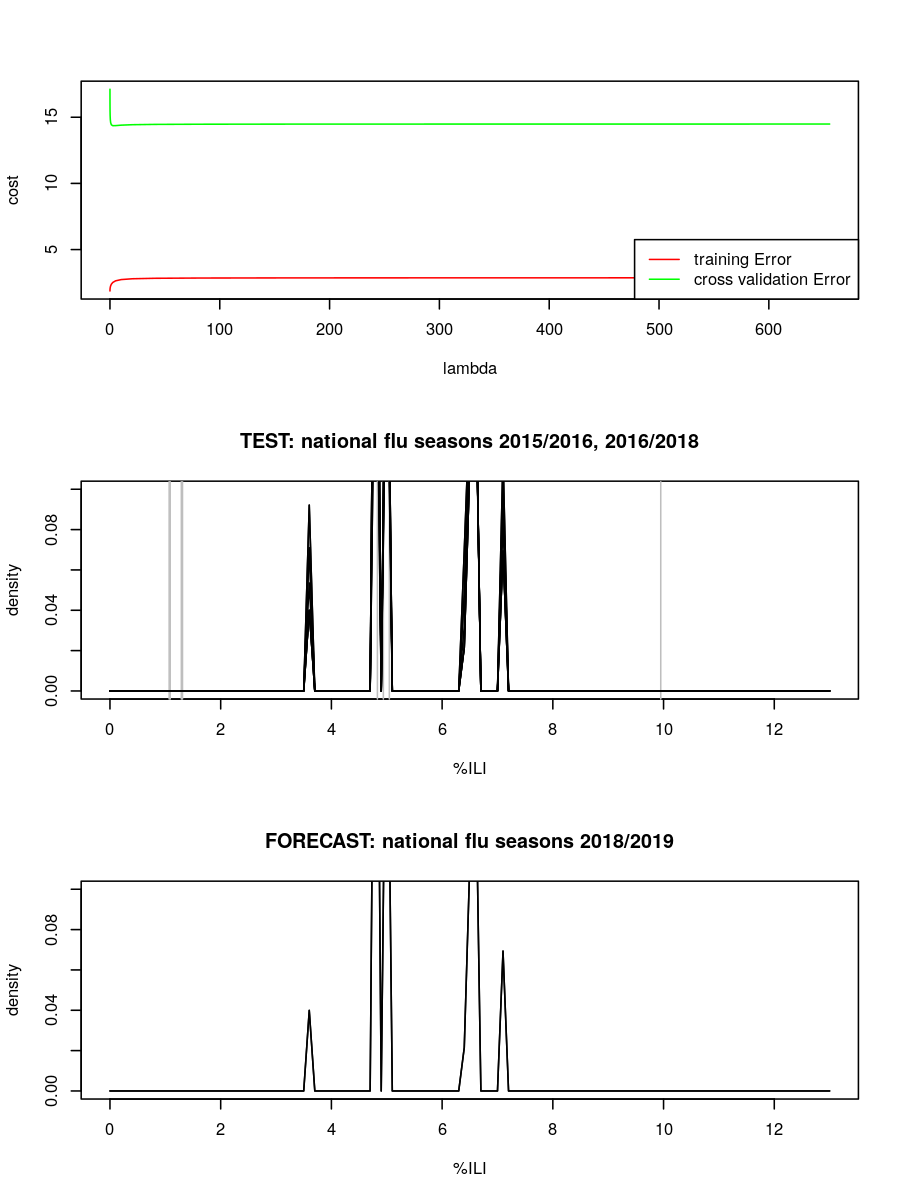 cost
15
10
5
training Error
cross validation Error
0 100 200 300 400 500 600
lambda
TEST: national flu seasons 2015/2016, 2016/2018
density
0.08
0.04
0.00
0 2 4 6 8 10 12
%ILI
FORECAST: national flu seasons 2018/2019
density
0.08
0.04
0.00
0 2 4 6 8 10 12
%ILI